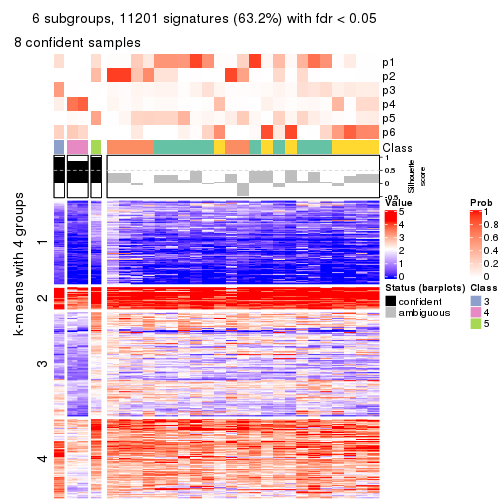 6 subgroups, 11201 signatures (63.2%) with fdr < 0.05
8 confident samples
p1
p2
p3
p4
p5
p6
Class
1
0.5
0
-0.5
Silhouette
score
k-means with 4 groups
1
2
3
4
Value
5
4
3
2
1
0
Prob
1
0.8
0.6
0.4
0.2
0
Status (barplots)
confident
ambiguous
Class
3
4
5